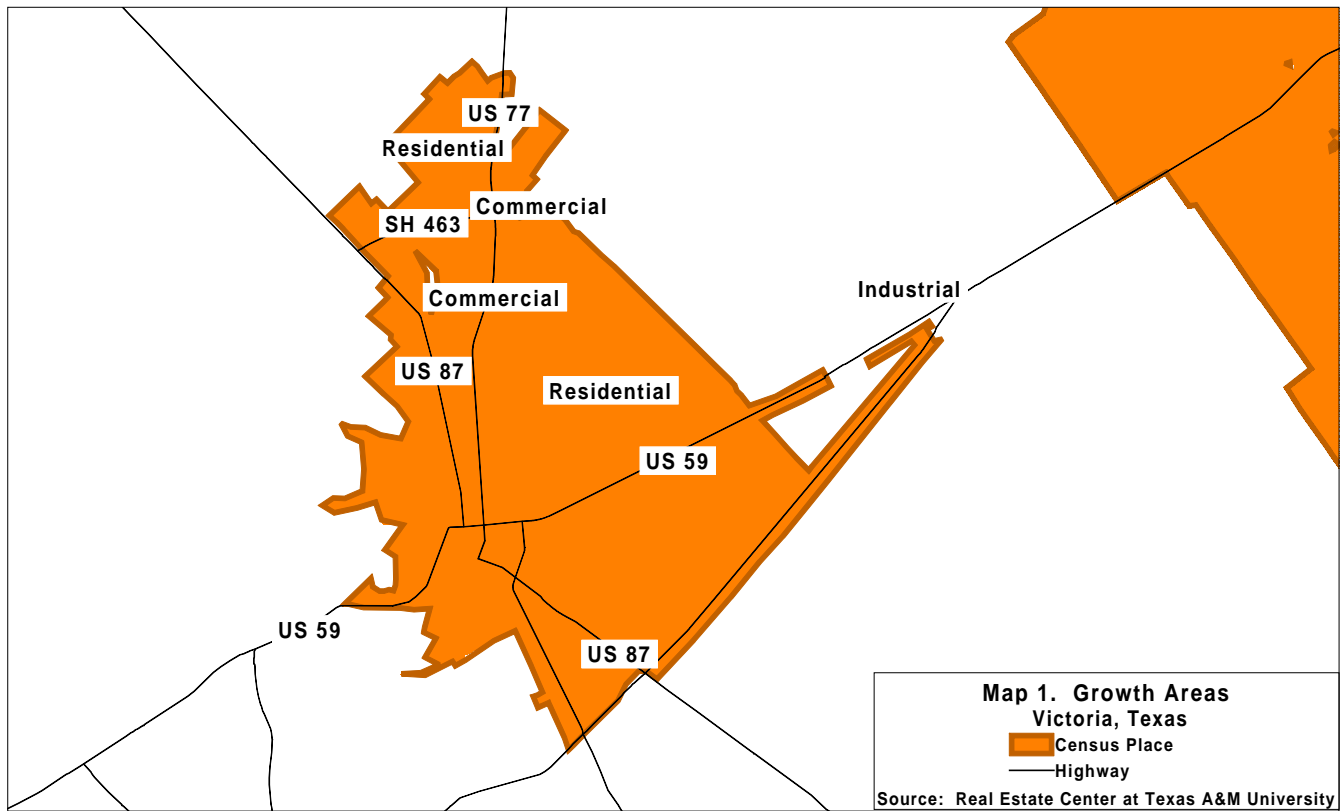 US 77
Residential
Commercial
SH 463
Industrial
Commercial
US 87
Residential
US 59
US 59
US 87
Map 1. Growth Areas
Victoria, Texas
Census Place
Highway
Source: Real Estate Center at Texas A&M University